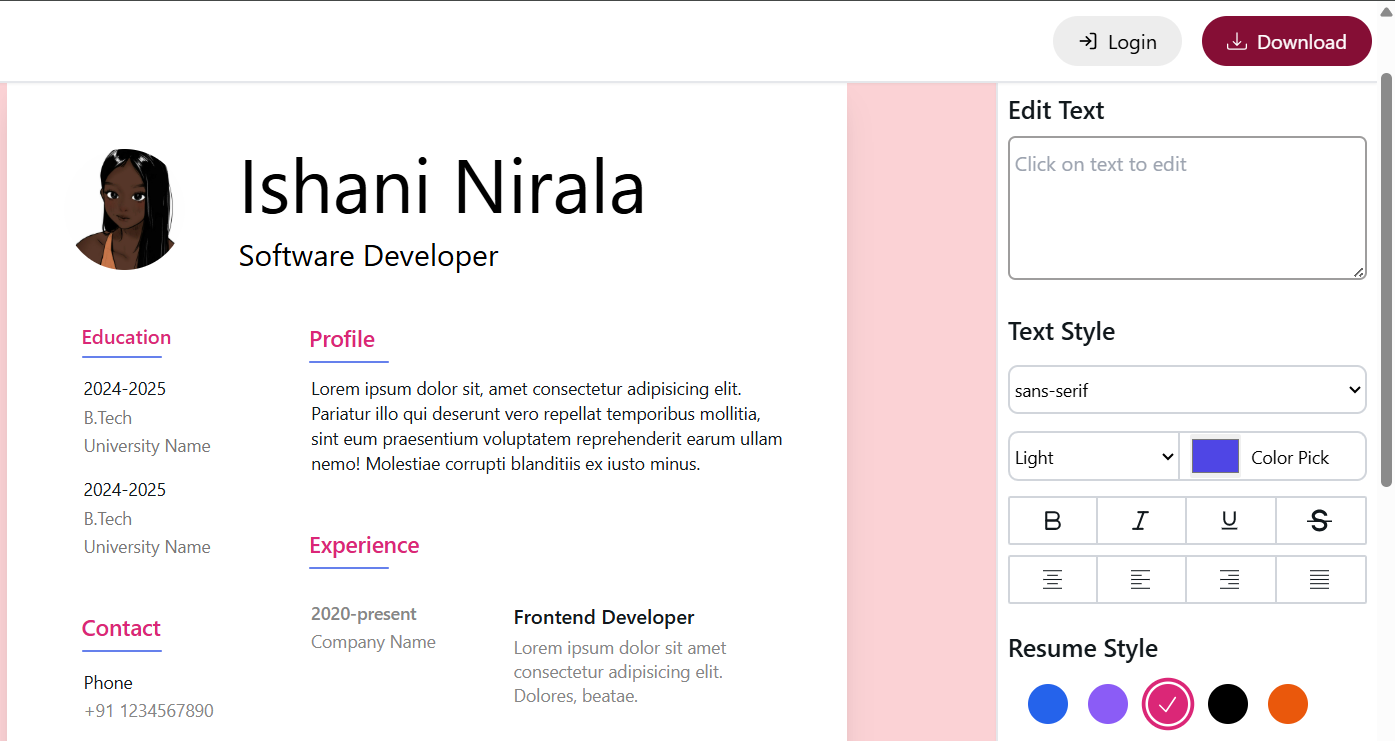 Login
Download
Ishani Nirala
Software Developer
Education
2024-2025
B.Tech
University Name
2024-2025
B.Tech
University Name
Contact
Phone
+91 1234567890
Profile
Lorem ipsum dolor sit, amet consectetur adipisicing elit.
Pariatur illo qui deserunt vero repellat temporibus mollitia,
sint eum praesentium voluptatem reprehenderit earum ullam
nemo! Molestiae corrupti blanditiis ex iusto minus.
Experience
2020-present
Company Name
Frontend Developer
Lorem ipsum dolor sit amet
consectetur adipisicing elit.
Dolores, beatae.
Edit Text
Click on text to edit
Text Style
sans-serif
Light
Color Pick
B
I
U
S
Resume Style